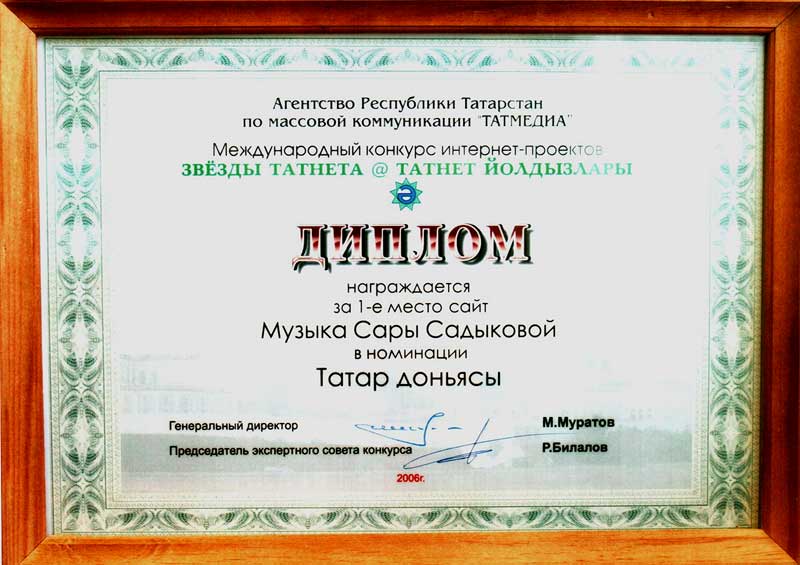 Агентство Республики Татарстан
по массовой коммуникации "ТАТМЕДИА"
Международный конкурс интернет-проектов
ЗВЁЗДЫ ТАТНЕТА @ ТАТНЕТ ЙОЛДЫЗЛАРЫ
ә
ДИПЛОМ
награждается
за 1-е место сайт
Музыка Сары Садыковой
в номинации
Татар доньясы
Генеральный директор М.Муратов
Председатель экспертного совета конкурса Р.Билалов
2006г.